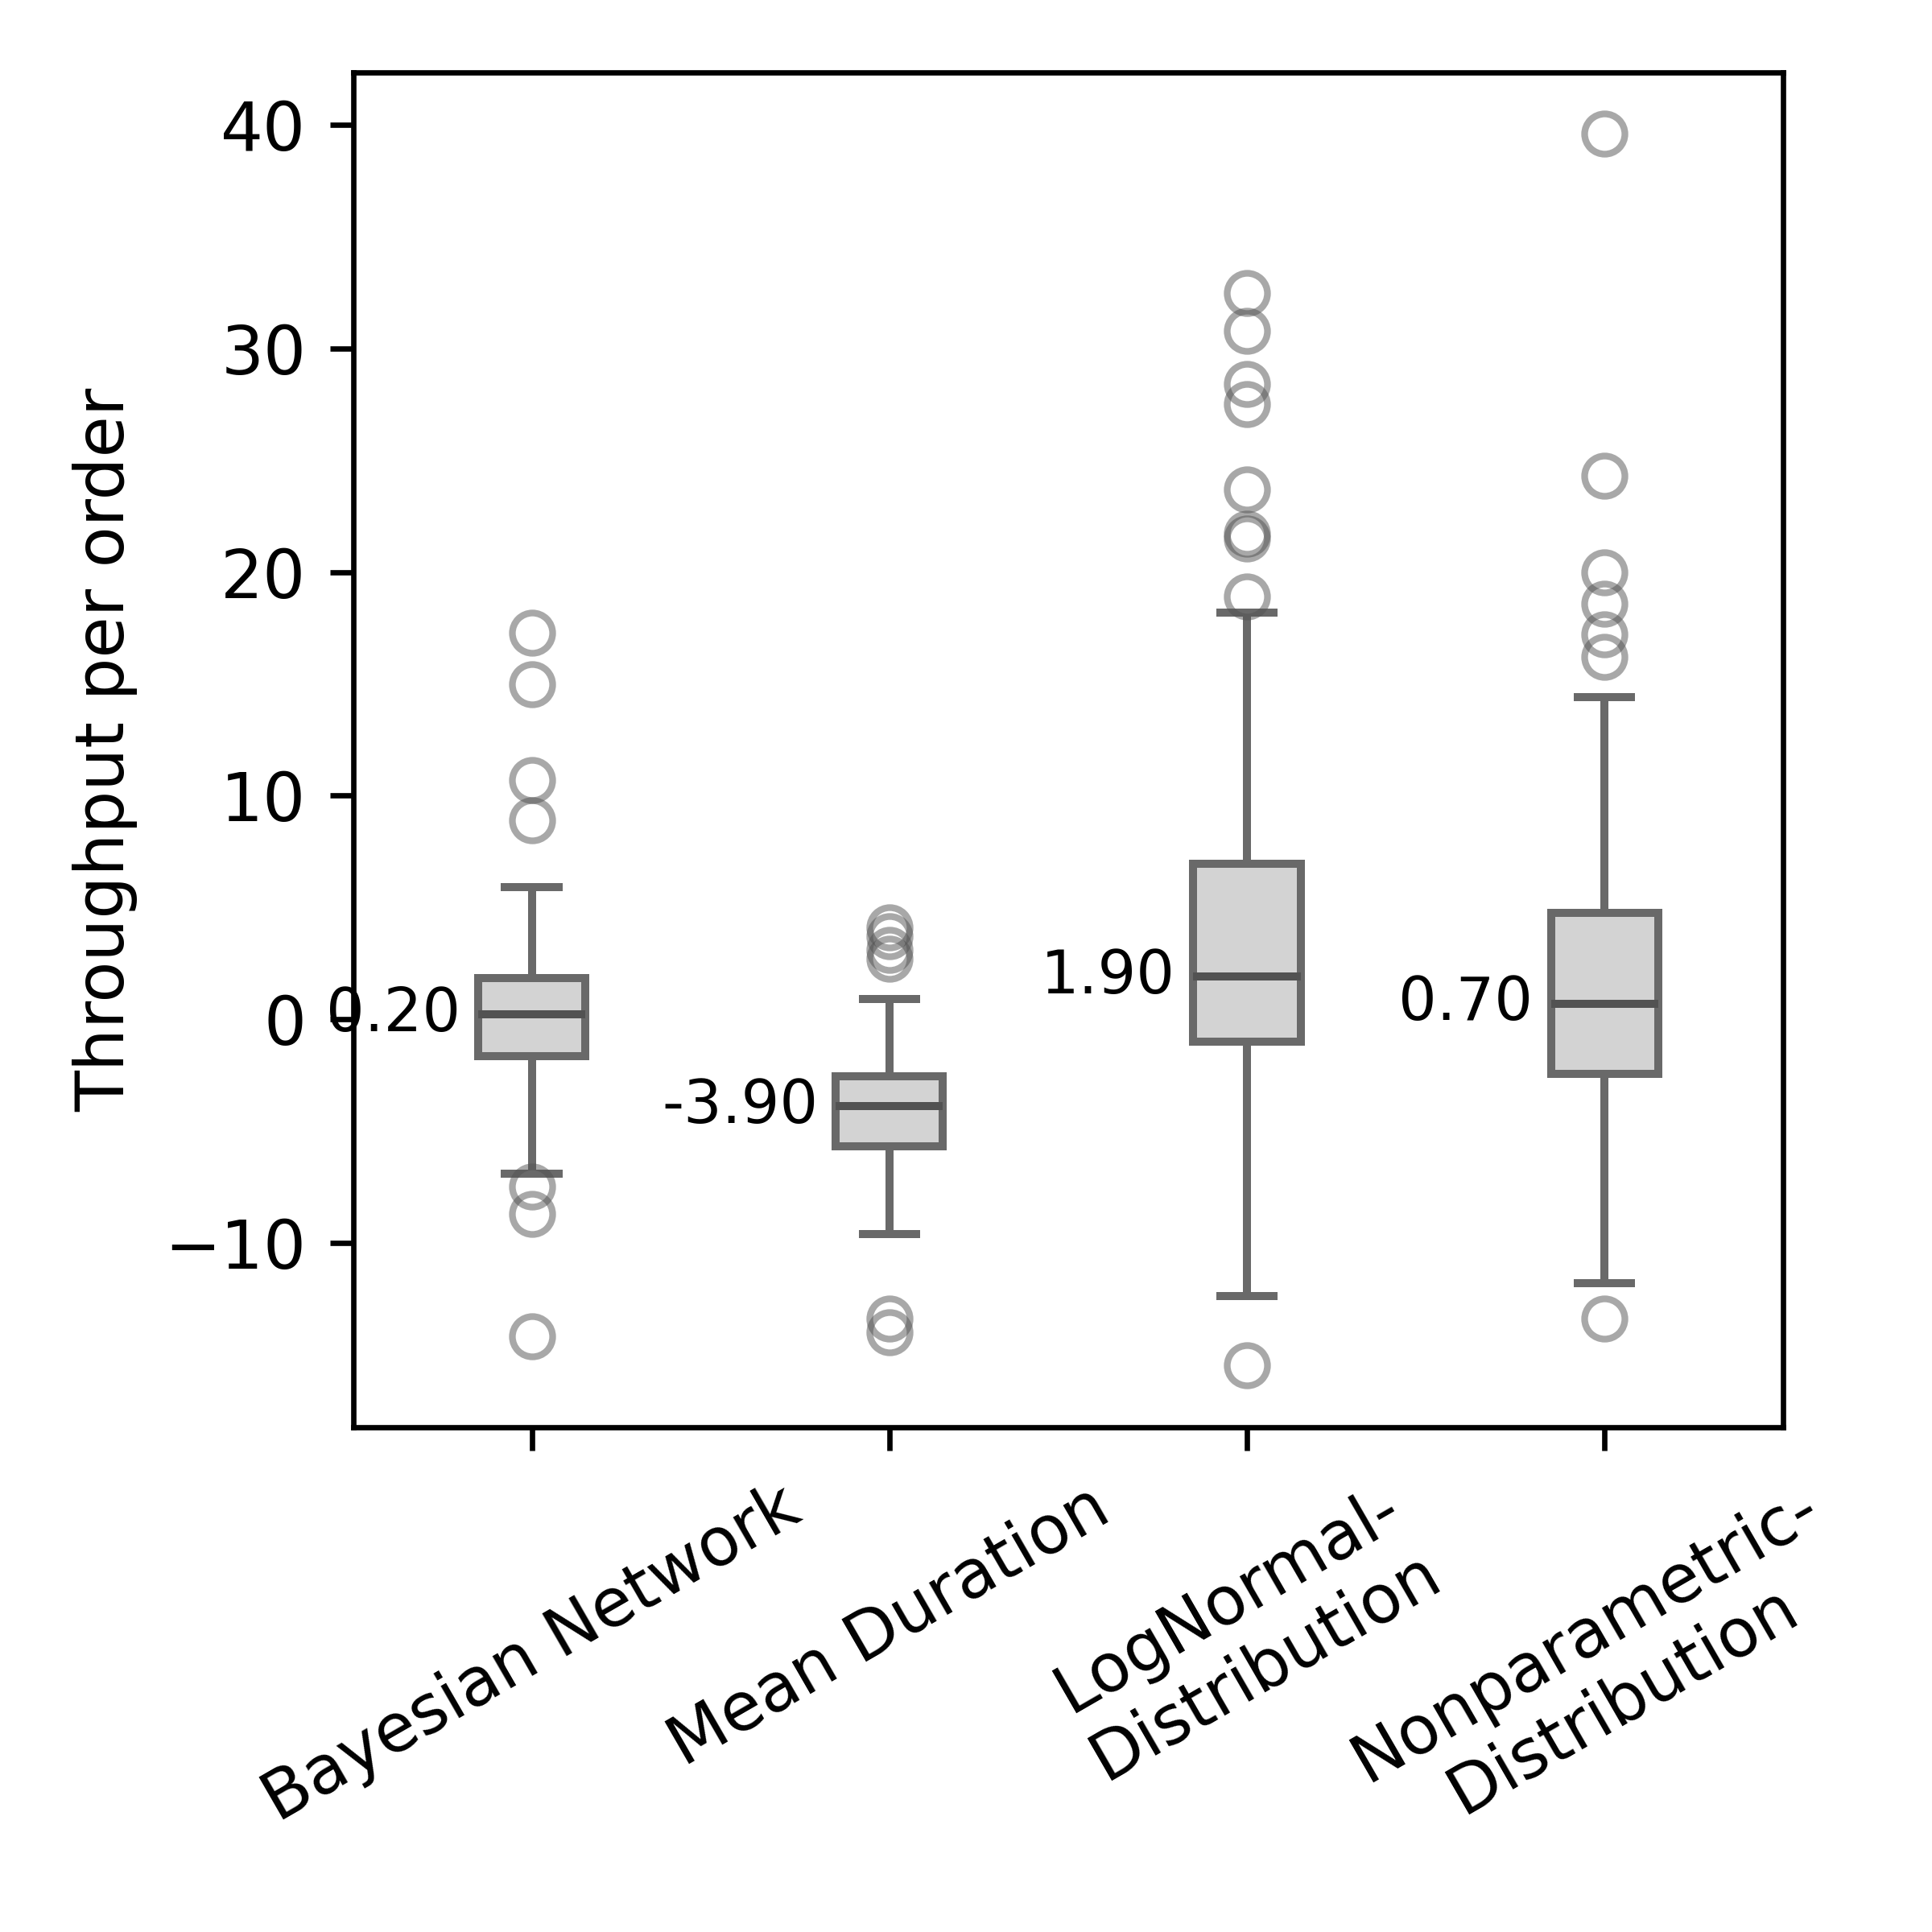 Throughput per order
40
30
20
10
0
−10
0.20
-3.90
1.90
0.70
Bayesian Network
Mean Duration
LogNormal-
Distribution
Nonparametric-
Distribution